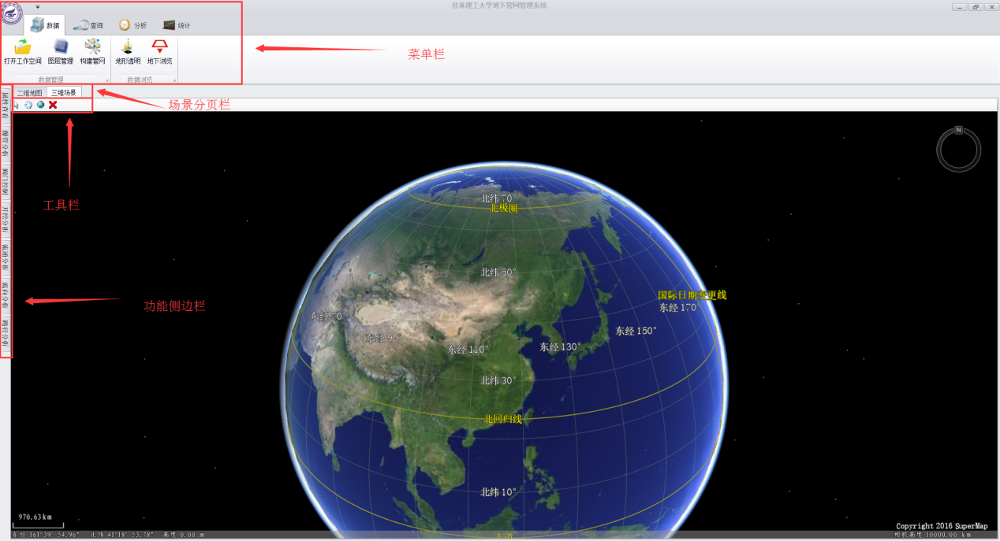 桂林理工大学地下管网管理系统
数据 查询 分析 统计
打开工作空间 图层管理 构建管网 地形透明 地下浏览
数据管理 数据浏览
菜单栏
二维地图 三维场景
场景分页栏
工具栏
功能侧边栏
属性查看
爆管分析
阀门控制
开挖分析
流速分析
流向分析
路径分析
N
北纬 70°
北极圈
北纬 50°
国际日期变更线
东经 170°
东经 70°
东经 90°
东经 110°
东经 130°
东经 150°
北纬 30°
北回归线
北纬 10°
赤道
970.63km
东经 161°39′ 54.96″ 北纬 41°18′ 53.78″ 高度 0.00 m
Copyright 2016 SuperMap
相机高度 10000.00 km